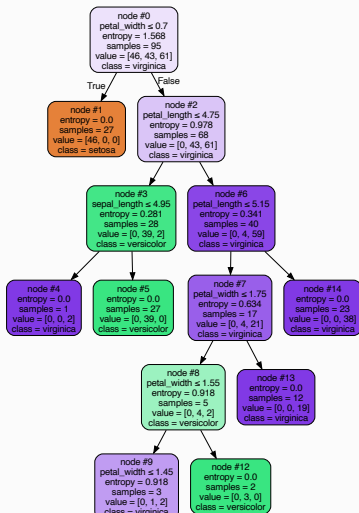 node #0
petal_width ≤ 0.7
entropy = 1.568
samples = 95
value = [46, 43, 61]
class = virginica
True
False
node #1
entropy = 0.0
samples = 27
value = [46, 0, 0]
class = setosa
node #2
petal_length ≤ 4.75
entropy = 0.978
samples = 68
value = [0, 43, 61]
class = virginica
node #3
sepal_length ≤ 4.95
entropy = 0.281
samples = 28
value = [0, 39, 2]
class = versicolor
node #6
petal_length ≤ 5.15
entropy = 0.341
samples = 40
value = [0, 4, 59]
class = virginica
node #4
entropy = 0.0
samples = 1
value = [0, 0, 2]
class = virginica
node #5
entropy = 0.0
samples = 27
value = [0, 39, 0]
class = versicolor
node #7
petal_width ≤ 1.75
entropy = 0.634
samples = 17
value = [0, 4, 21]
class = virginica
node #14
entropy = 0.0
samples = 23
value = [0, 0, 38]
class = virginica
node #8
petal_width ≤ 1.55
entropy = 0.918
samples = 5
value = [0, 4, 2]
class = versicolor
node #13
entropy = 0.0
samples = 12
value = [0, 0, 19]
class = virginica
node #9
petal_width ≤ 1.45
entropy = 0.918
samples = 3
value = [0, 1, 2]
class = virginica
node #12
entropy = 0.0
samples = 2
value = [0, 3, 0]
class = versicolor